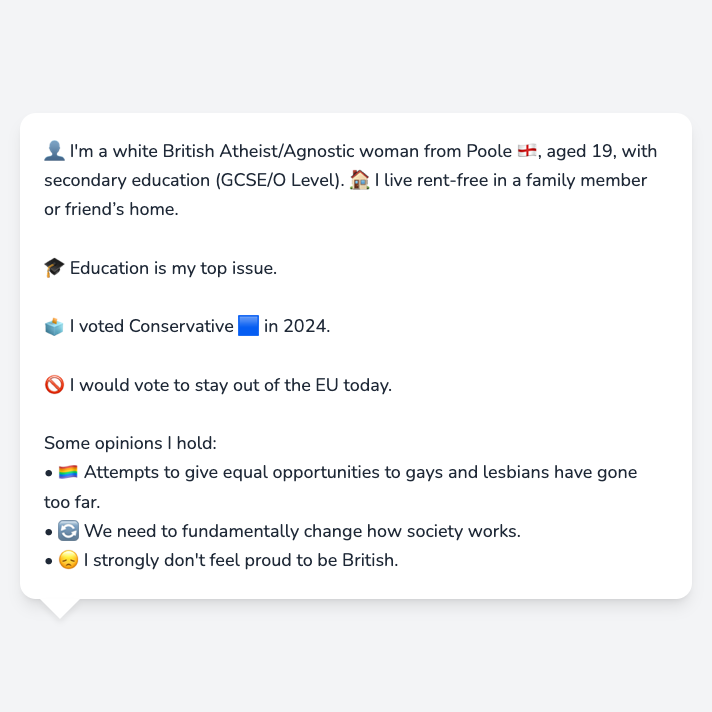 👤 I'm a white British Atheist/Agnostic woman from Poole 🏴󠁧󠁢󠁥󠁮󠁧󠁿, aged 19, with
secondary education (GCSE/O Level). 🏠 I live rent-free in a family member
or friend’s home.
🎓 Education is my top issue.
🗳️ I voted Conservative 🟦 in 2024.
🚫 I would vote to stay out of the EU today.
Some opinions I hold:
• 🏳️‍🌈 Attempts to give equal opportunities to gays and lesbians have gone
too far.
• 🔄 We need to fundamentally change how society works.
• 😞 I strongly don't feel proud to be British.